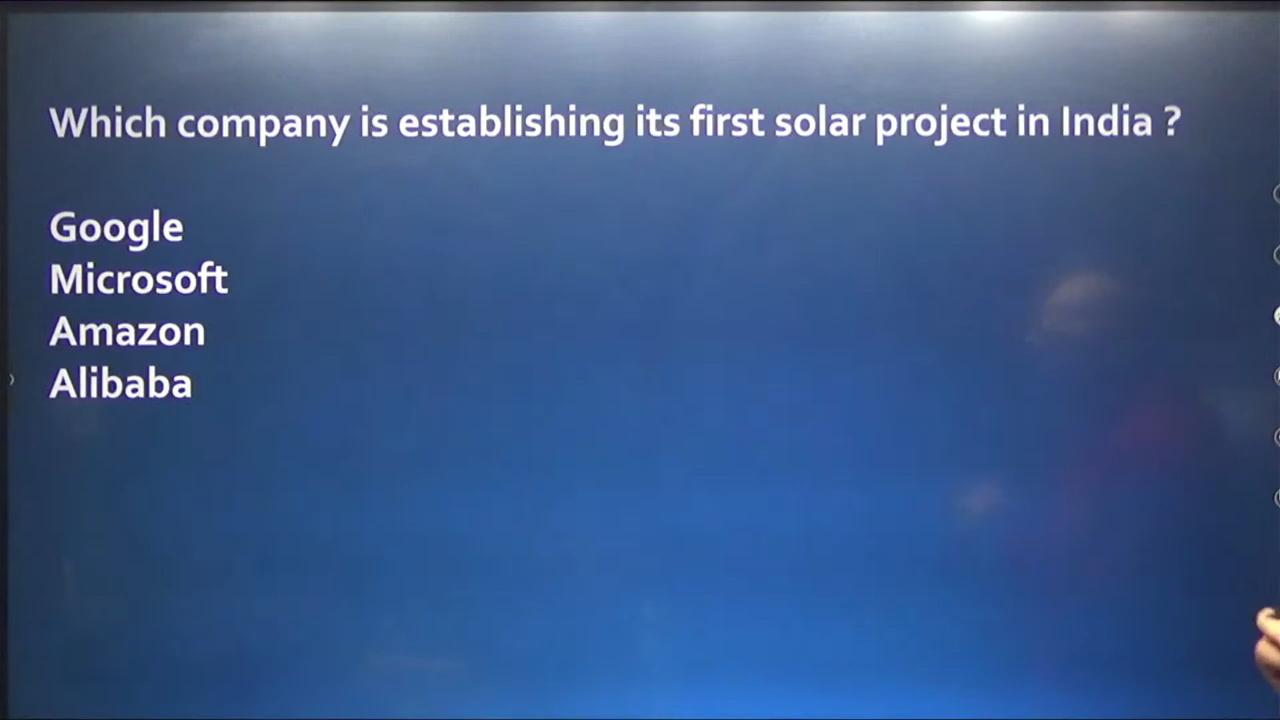 Which company is establishing its first solar project in India ?
Google
Microsoft
Amazon
Alibaba